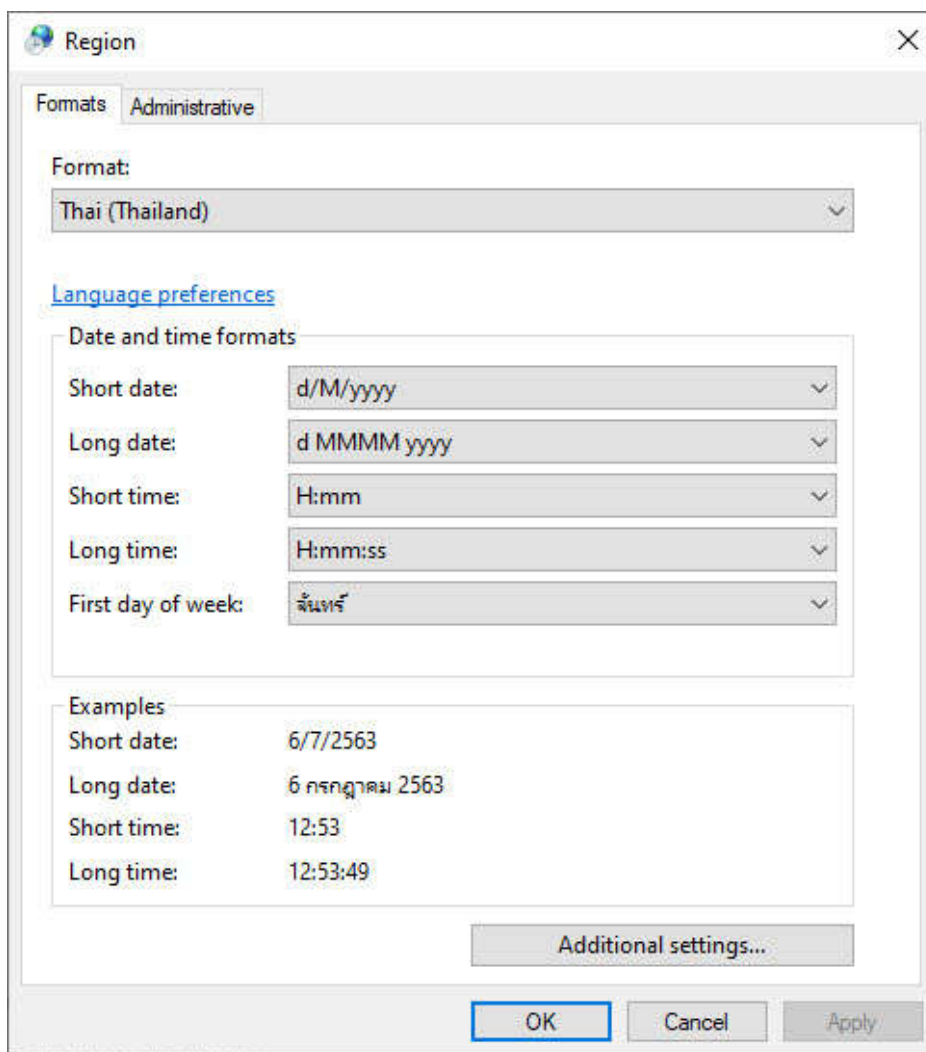 Region
Formats Administrative
Format:
Thai (Thailand)
Language preferences
Date and time formats
Short date: d/M/yyyy
Long date: d MMMM yyyy
Short time: H:mm
Long time: H:mm:ss
First day of week: จันทร์
Examples
Short date: 6/7/2563
Long date: 6 กรกฎาคม 2563
Short time: 12:53
Long time: 12:53:49
Additional settings...
OK Cancel Apply